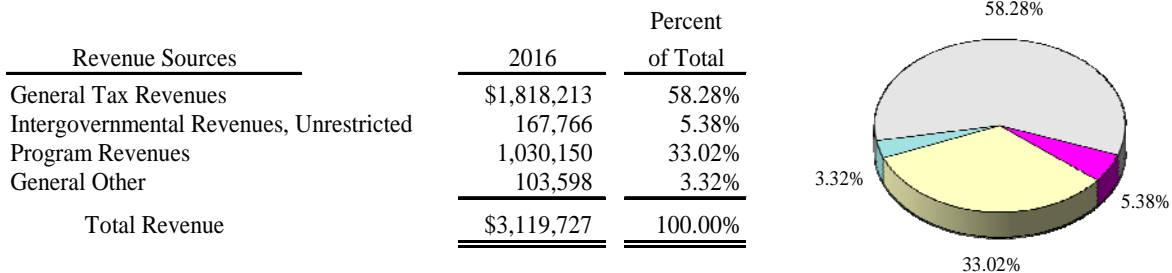 Percent
Revenue Sources 2016 of Total
General Tax Revenues $1,818,213 58.28%
Intergovernmental Revenues, Unrestricted 167,766 5.38%
Program Revenues 1,030,150 33.02%
General Other 103,598 3.32%
Total Revenue $3,119,727 100.00%
58.28%
3.32%
5.38%
33.02%